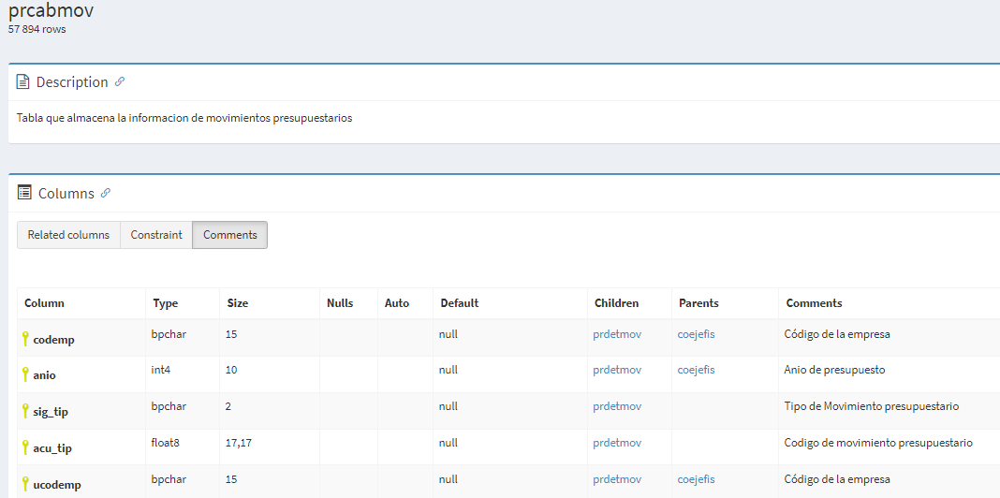 prcabmov
57 894 rows
Description
Tabla que almacena la informacion de movimientos presupuestarios
Columns
Related columns Constraint Comments
Column Type Size Nulls Auto Default Children Parents Comments
codemp bpchar 15 null prdetmov coejefis Código de la empresa
anio int4 10 null prdetmov coejefis Anio de presupuesto
sig_tip bpchar 2 null prdetmov Tipo de Movimiento presupuestario
acu_tip float8 17,17 null prdetmov Codigo de movimiento presupuestario
ucodemp bpchar 15 null prdetmov coejefis Código de la empresa